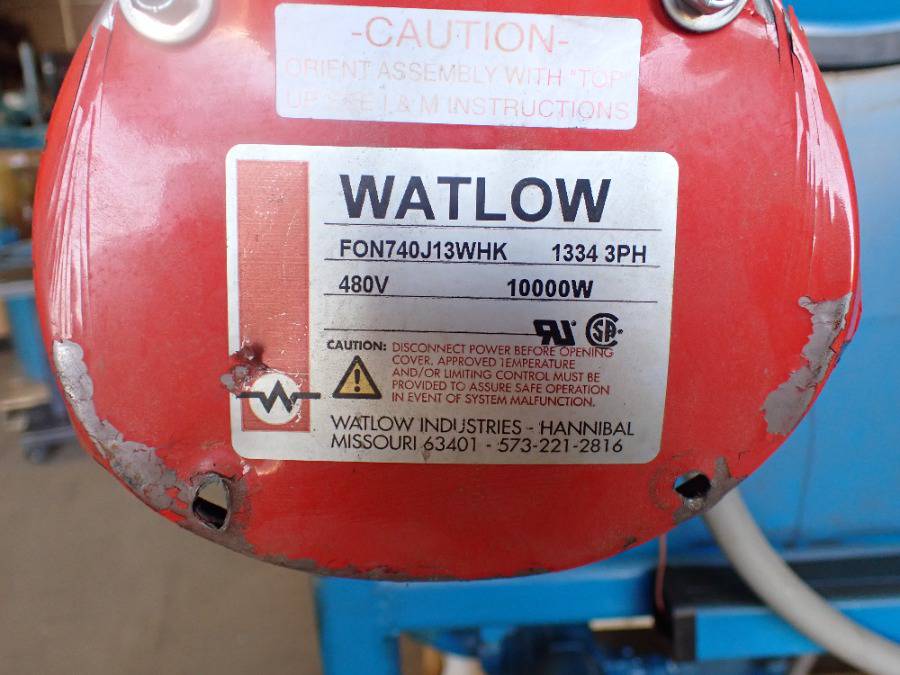 -CAUTION-
ORIENT ASSEMBLY WITH "TOP"
UP SEE I & M INSTRUCTIONS
WATLOW
FON740J13WHK 1334 3PH
480V 10000W
CAUTION: DISCONNECT POWER BEFORE OPENING
COVER. APPROVED TEMPERATURE
AND/OR LIMITING CONTROL MUST BE
PROVIDED TO ASSURE SAFE OPERATION
IN EVENT OF SYSTEM MALFUNCTION.
WATLOW INDUSTRIES - HANNIBAL
MISSOURI 63401 - 573-221-2816